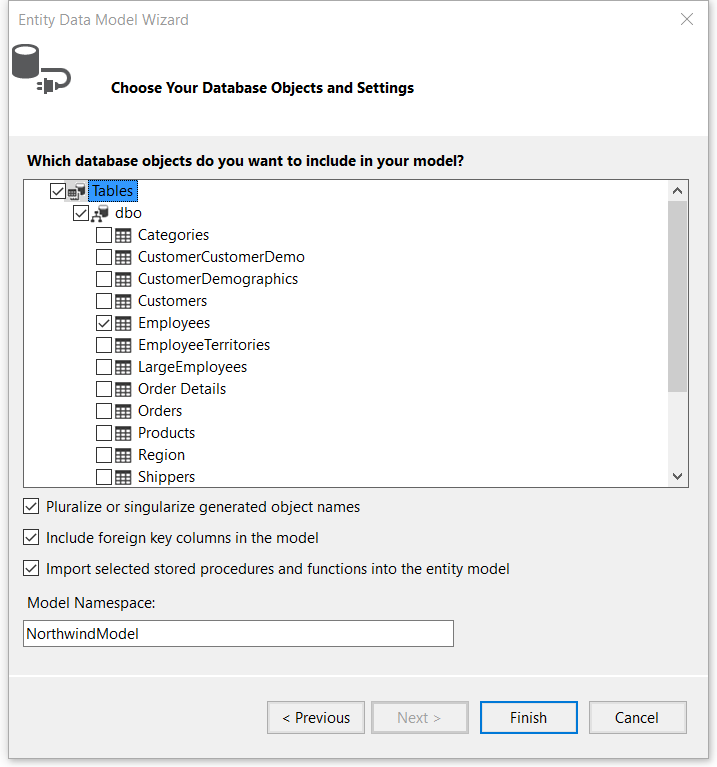 Entity Data Model Wizard
Choose Your Database Objects and Settings
Which database objects do you want to include in your model?
Tables
dbo
Categories
CustomerCustomerDemo
CustomerDemographics
Customers
Employees
EmployeeTerritories
LargeEmployees
Order Details
Orders
Products
Region
Shippers
Pluralize or singularize generated object names
Include foreign key columns in the model
Import selected stored procedures and functions into the entity model
Model Namespace:
NorthwindModel
< Previous
Next >
Finish
Cancel